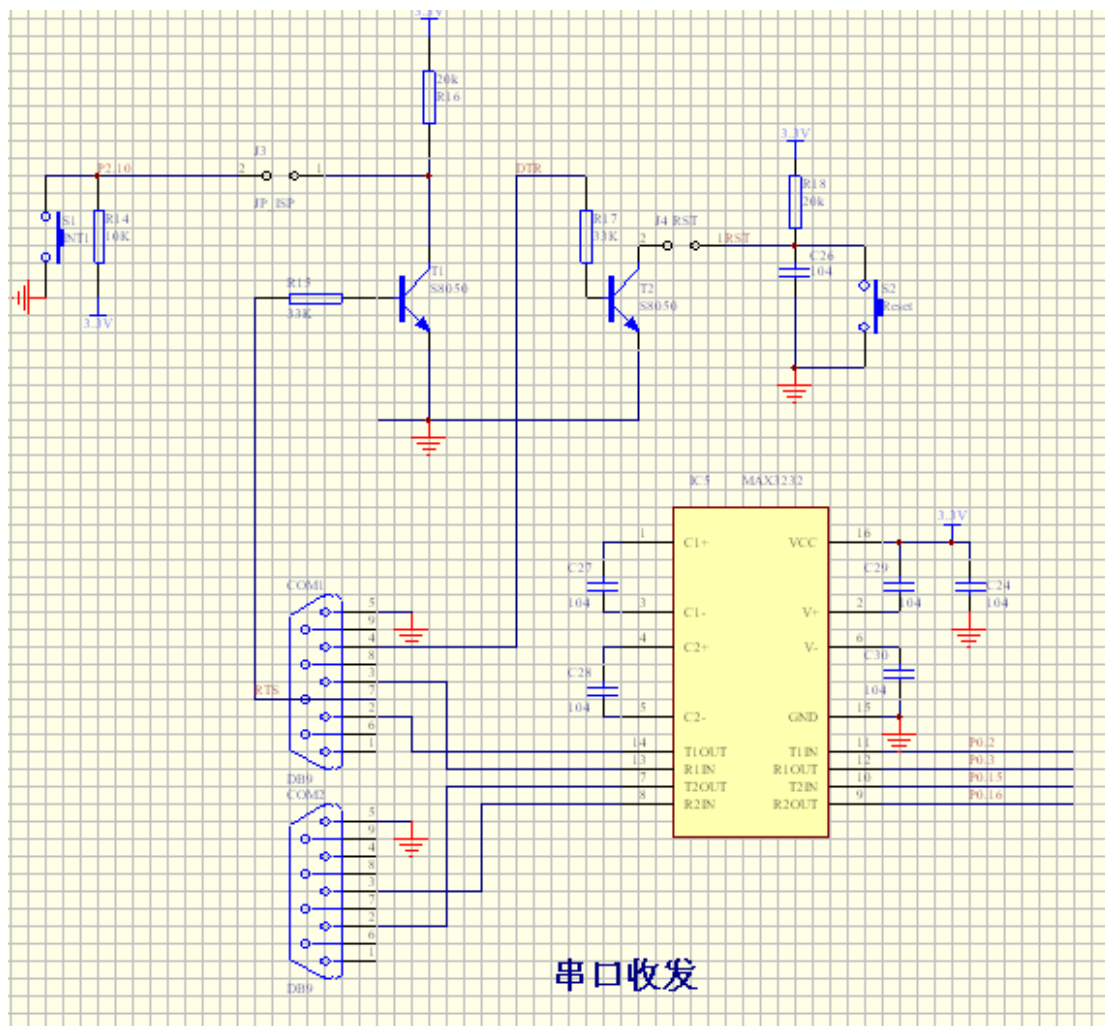 3.3V
20k
R16
3.3V
J3
P2.10
2
1
DTR
JP_ISP
R18
20k
S1
INT1
R14
10K
R17
33K
J4 RST
2
1
RST
C26
104
T1
S8050
T2
S8050
S2
Reset
R15
33K
3.3V
IC5
MAX3232
3.3V
1
C1+
VCC
16
C27
104
C29
104
C24
104
3
C1-
V+
2
4
C2+
V-
6
C28
104
C30
104
5
C2-
GND
15
14
T1OUT
T1IN
11
P0.2
13
R1IN
R1OUT
12
P0.3
7
T2OUT
T2IN
10
P0.15
8
R2IN
R2OUT
9
P0.16
COM1
5
9
4
8
3
7
RTS
2
6
1
DB9
COM2
5
9
4
8
3
7
2
6
1
DB9
串口收发